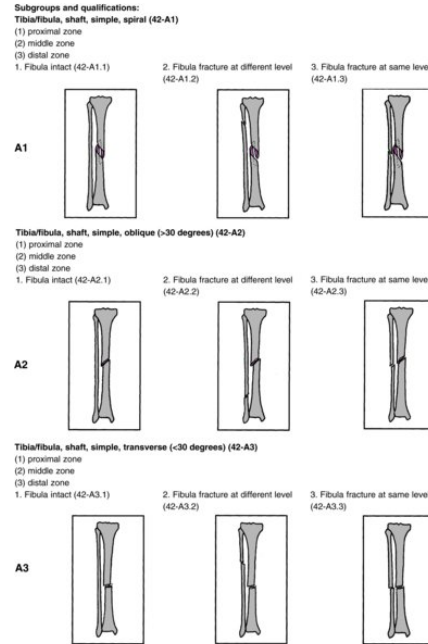 Subgroups and qualifications:
Tibia/fibula, shaft, simple, spiral (42-A1)
(1) proximal zone
(2) middle zone
(3) distal zone
1. Fibula intact (42-A1.1)
2. Fibula fracture at different level
(42-A1.2)
3. Fibula fracture at same leve
(42-A1.3)
A1
Tibia/fibula, shaft, simple, oblique (>30 degrees) (42-A2)
(1) proximal zone
(2) middle zone
(3) distal zone
1. Fibula intact (42-A2.1)
2. Fibula fracture at different level
(42-A2.2)
3. Fibula fracture at same leve
(42-A2.3)
A2
Tibia/fibula, shaft, simple, transverse (<30 degrees) (42-A3)
(1) proximal zone
(2) middle zone
(3) distal zone
1. Fibula intact (42-A3.1)
2. Fibula fracture at different level
(42-A3.2)
3. Fibula fracture at same leve
(42-A3.3)
A3